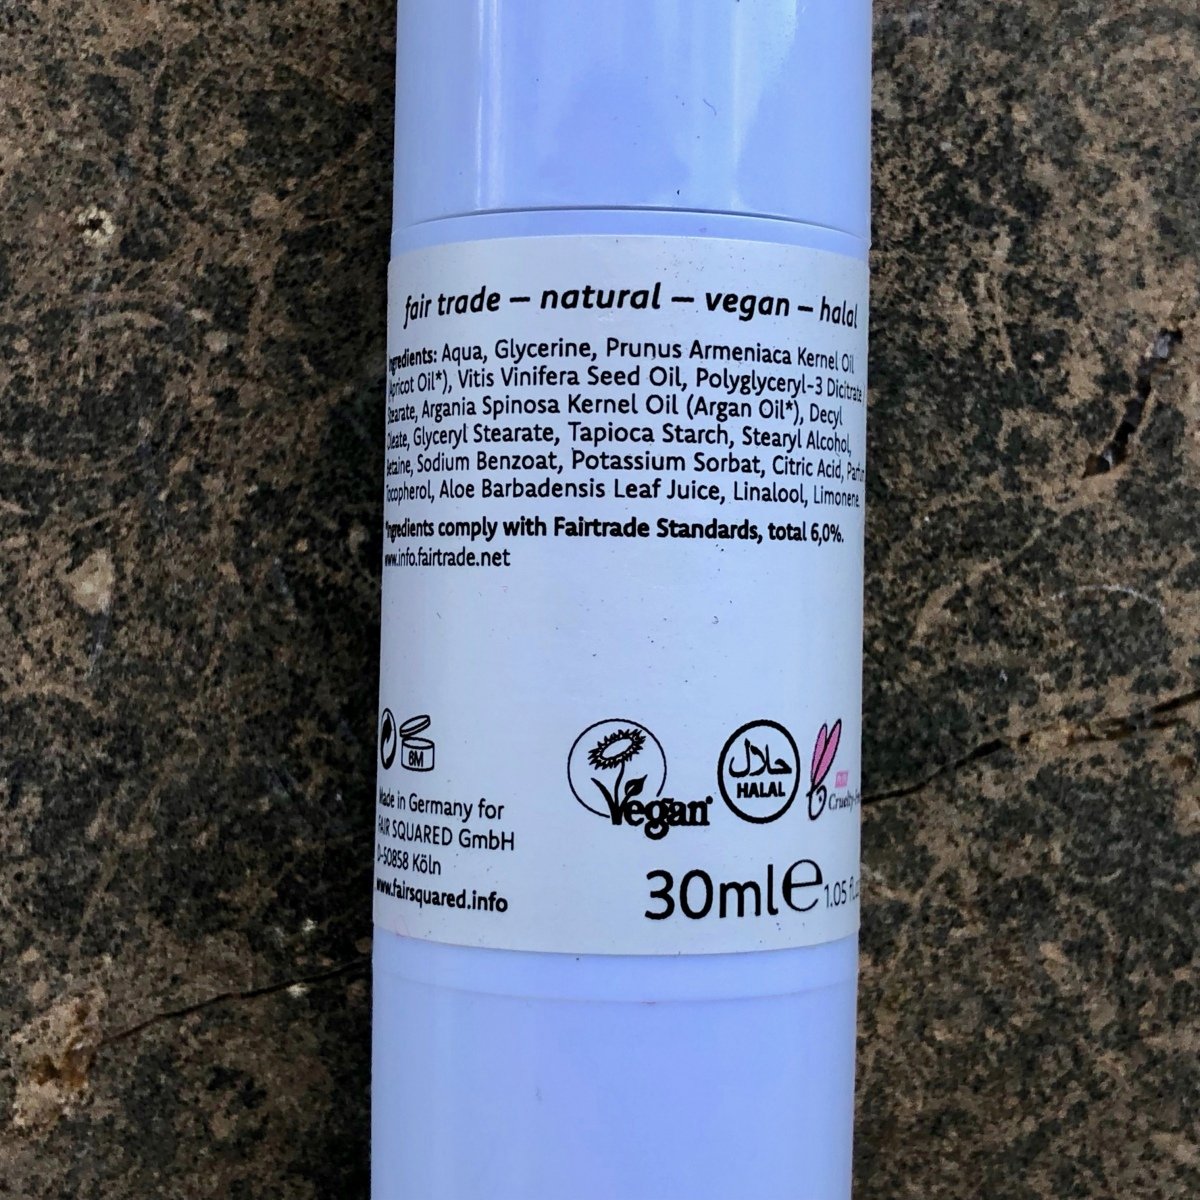 fair trade – natural – vegan – halal
Ingredients: Aqua, Glycerine, Prunus Armeniaca Kernel Oil
(Apricot Oil*), Vitis Vinifera Seed Oil, Polyglyceryl-3 Dicitrate /
Stearate, Argania Spinosa Kernel Oil (Argan Oil*), Decyl
Oleate, Glyceryl Stearate, Tapioca Starch, Stearyl Alcohol,
Betaine, Sodium Benzoat, Potassium Sorbat, Citric Acid, Parfum
Tocopherol, Aloe Barbadensis Leaf Juice, Linalool, Limonene.
*Ingredients comply with Fairtrade Standards, total 6,0%.
www.info.fairtrade.net
6M
Vegan
حلال
HALAL
Made in Germany for
FAIR SQUARED GmbH
D-50858 Köln
www.fairsquared.info
30ml e 1.05